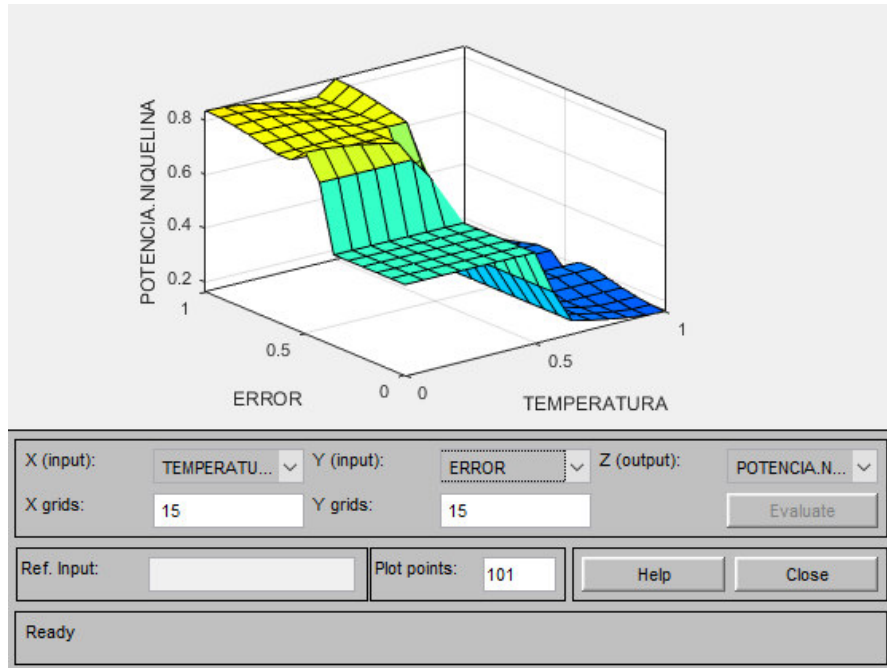 POTENCIA.NIQUELINA
0.8
0.6
0.4
0.2
1
0.5
0
ERROR
0
0.5
1
TEMPERATURA
X (input): TEMPERATU... Y (input): ERROR Z (output): POTENCIA.N...
X grids: 15 Y grids: 15 Evaluate
Ref. Input: Plot points: 101 Help Close
Ready